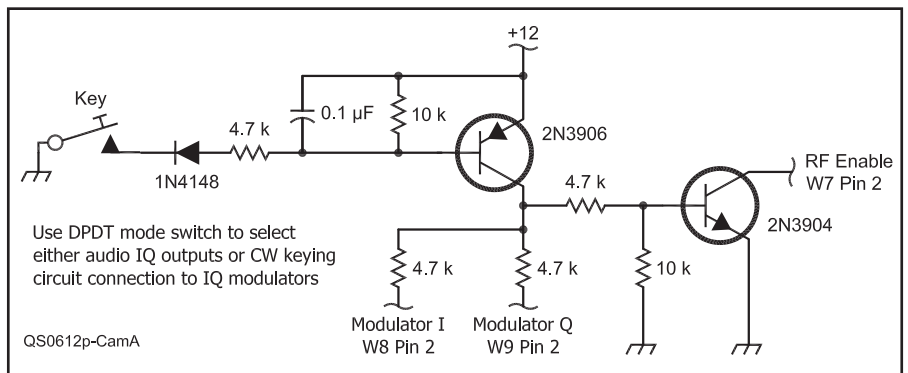 +12
Key
0.1 µF
10 k
4.7 k
2N3906
1N4148
RF Enable
W7 Pin 2
4.7 k
2N3904
Use DPDT mode switch to select
either audio IQ outputs or CW keying
circuit connection to IQ modulators
4.7 k
4.7 k
10 k
Modulator I
W8 Pin 2
Modulator Q
W9 Pin 2
QS0612p-CamA